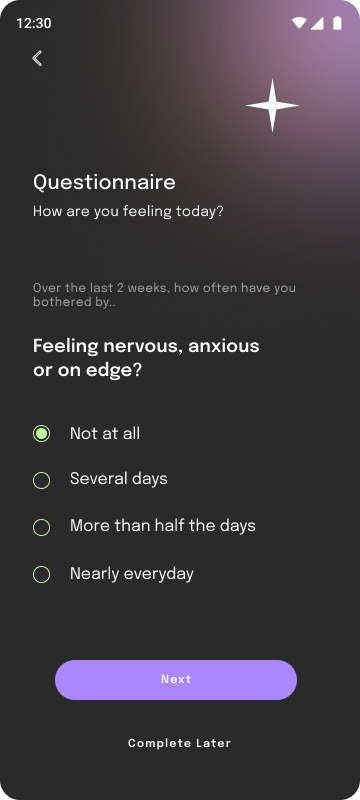 12:30
Questionnaire
How are you feeling today?
Over the last 2 weeks, how often have you
bothered by..
Feeling nervous, anxious
or on edge?
Not at all
Several days
More than half the days
Nearly everyday
Next
Complete Later